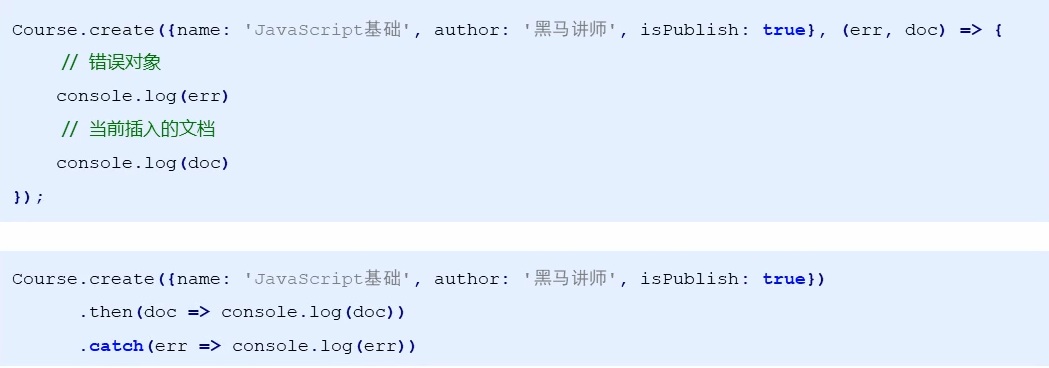 Course.create({name: 'JavaScript基础', author: '黑马讲师', isPublish: true}, (err, doc) => {
     // 错误对象
    console.log(err)
     // 当前插入的文档
    console.log(doc)
});
Course.create({name: 'JavaScript基础', author: '黑马讲师', isPublish: true})
      .then(doc => console.log(doc))
      .catch(err => console.log(err))